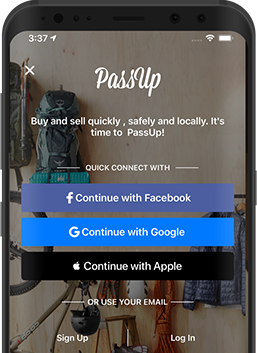 3:37
PassUp
Buy and sell quickly , safely and locally. It's
time to PassUp!
QUICK CONNECT WITH
Continue with Facebook
Continue with Google
Continue with Apple
OR USE YOUR EMAIL
Sign Up
Log In